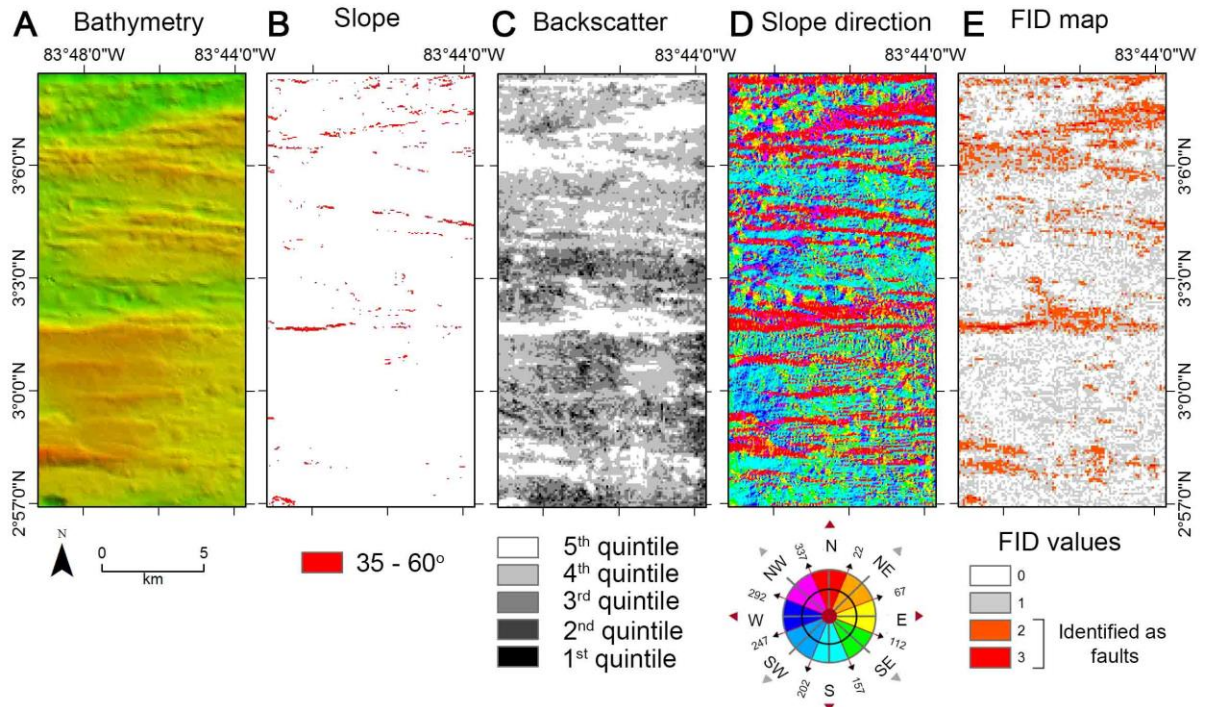 A Bathymetry
B Slope
C Backscatter
D Slope direction
E FID map
83°48'0"W 83°44'0"W
83°44'0"W
83°44'0"W
83°44'0"W
83°44'0"W
3°6'0"N
3°3'0"N
3°0'0"N
2°57'0"N
3°6'0"N
3°3'0"N
3°0'0"N
2°57'0"N
N
0 5
km
35 - 60°
5th quintile
4th quintile
3rd quintile
2nd quintile
1st quintile
N
337 22
NW NE
292 67
W E
247 112
SW SE
202 157
S
FID values
0
1
2
3
Identified as
faults